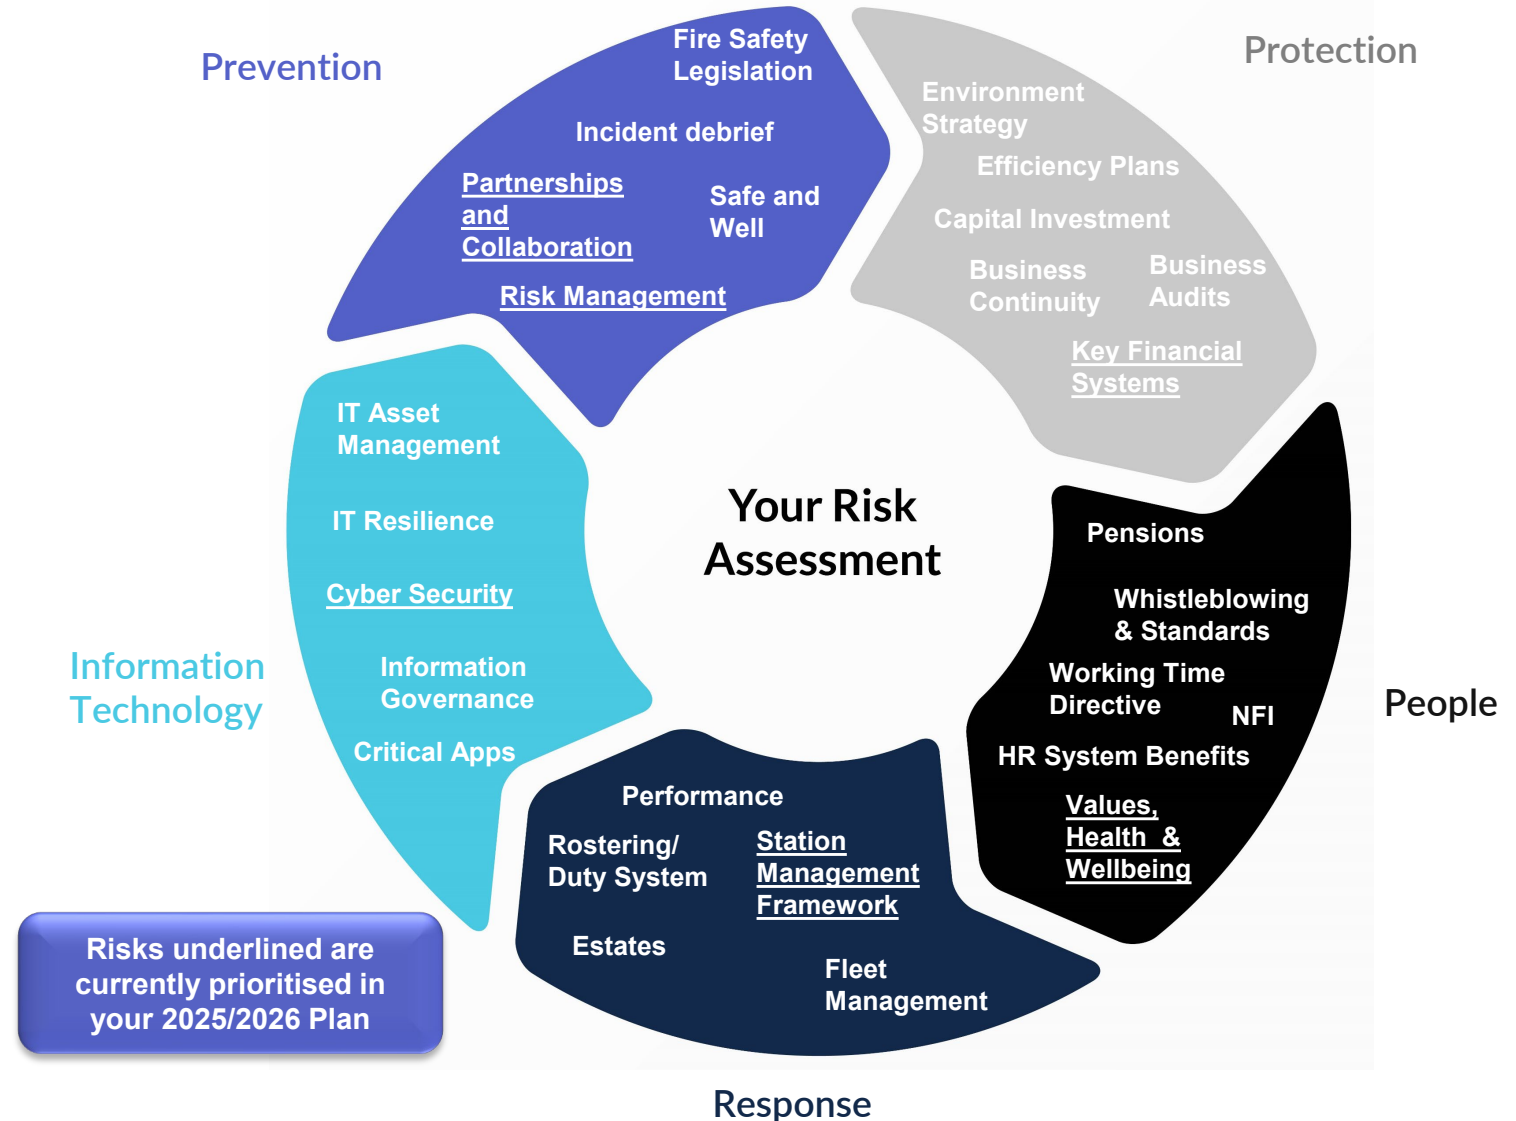 Prevention
Fire Safety
Legislation
Incident debrief
Partnerships
and
Collaboration
Safe and
Well
Risk Management
Protection
Environment
Strategy
Efficiency Plans
Capital Investment
Business
Continuity
Business
Audits
Key Financial
Systems
Your Risk
Assessment
People
Pensions
Whistleblowing
& Standards
Working Time
Directive
NFI
HR System Benefits
Values,
Health &
Wellbeing
Information
Technology
IT Asset
Management
IT Resilience
Cyber Security
Information
Governance
Critical Apps
Performance
Rostering/
Duty System
Station
Management
Framework
Estates
Fleet
Management
Response
Risks underlined are
currently prioritised in
your 2025/2026 Plan